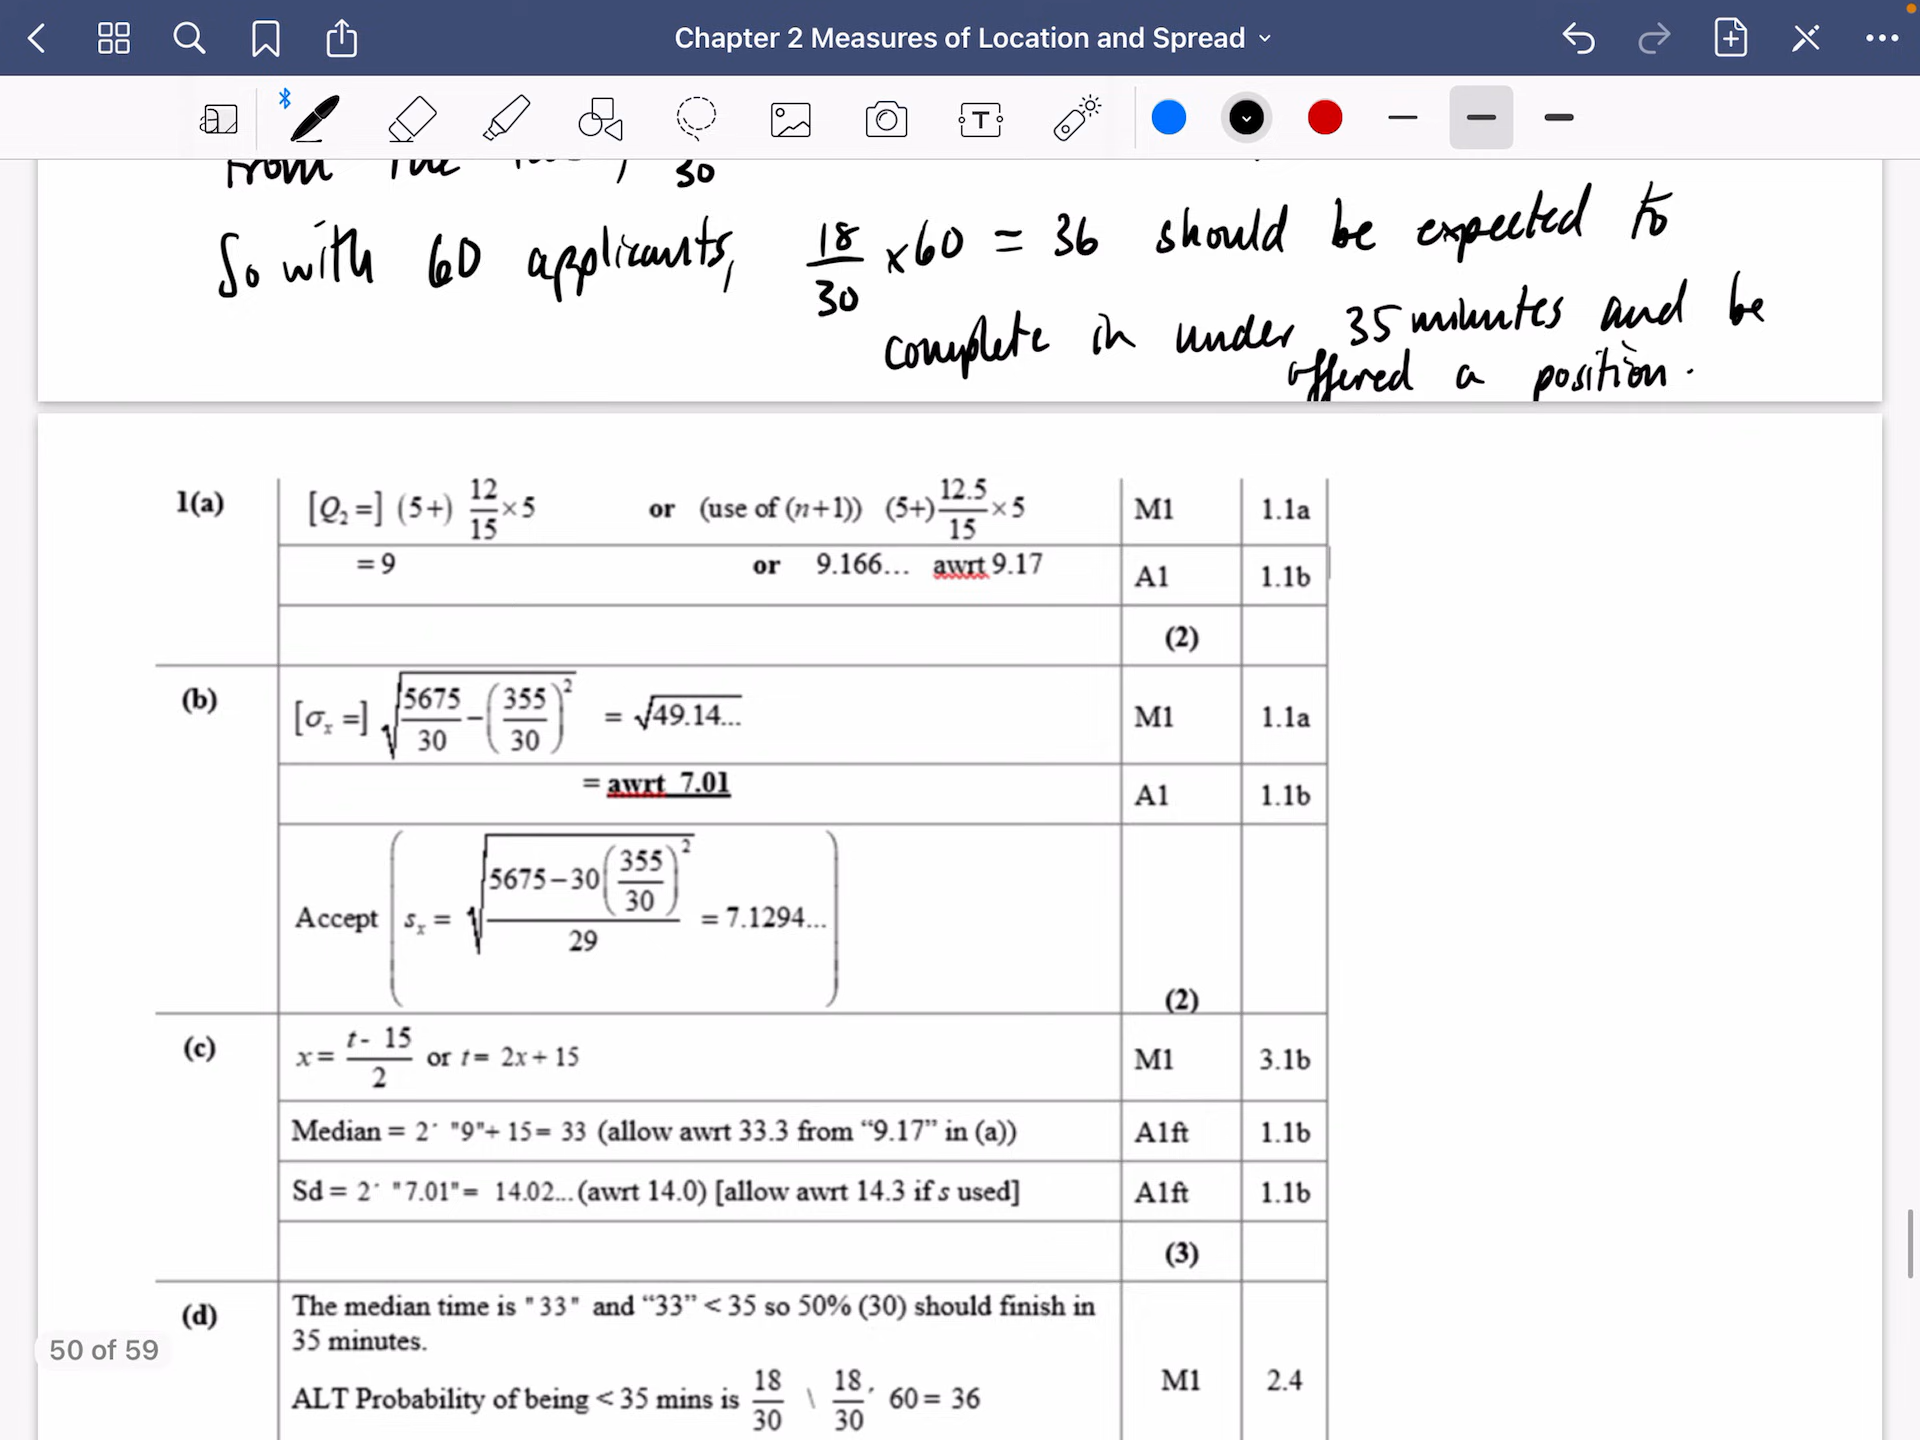 Chapter 2 Measures of Location and Spread
T
from the
30
So with 60 applicants, 18/30 ×60 = 36 should be expected to
complete in under 35 minutes and be
offered a position.
1(a) [Q₂ =] (5+) 12/15 ×5 or (use of (n+1)) (5+) 12.5/15 ×5 M1 1.1a
= 9 or 9.166... awrt 9.17 A1 1.1b
(2)
(b) [σₓ =] √(5675/30 − (355/30)²) = √49.14... M1 1.1a
= awrt 7.01 A1 1.1b
Accept (sₓ = √((5675−30(355/30)²)/29) = 7.1294...)
(2)
(c) x = (t - 15)/2 or t = 2x + 15 M1 3.1b
Median = 2´ "9"+ 15= 33 (allow awrt 33.3 from “9.17” in (a)) A1ft 1.1b
Sd = 2´ "7.01"= 14.02... (awrt 14.0) [allow awrt 14.3 if s used] A1ft 1.1b
(3)
(d) The median time is "33" and “33” < 35 so 50% (30) should finish in
35 minutes.
ALT Probability of being < 35 mins is 18/30 \ 18/30 ´ 60 = 36 M1 2.4
50 of 59